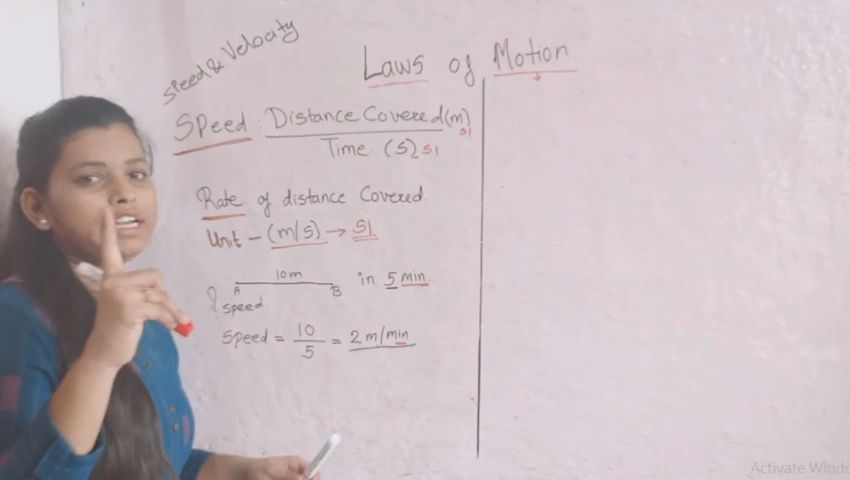 Speed & Velocity
Laws of Motion
Speed : Distance Covered (m) SI
Time (S) SI
Rate of distance Covered.
Unit - (m/s) → SI
10m
A B in 5 min
? speed
Speed = 10/5 = 2 m/min
Activate Windo